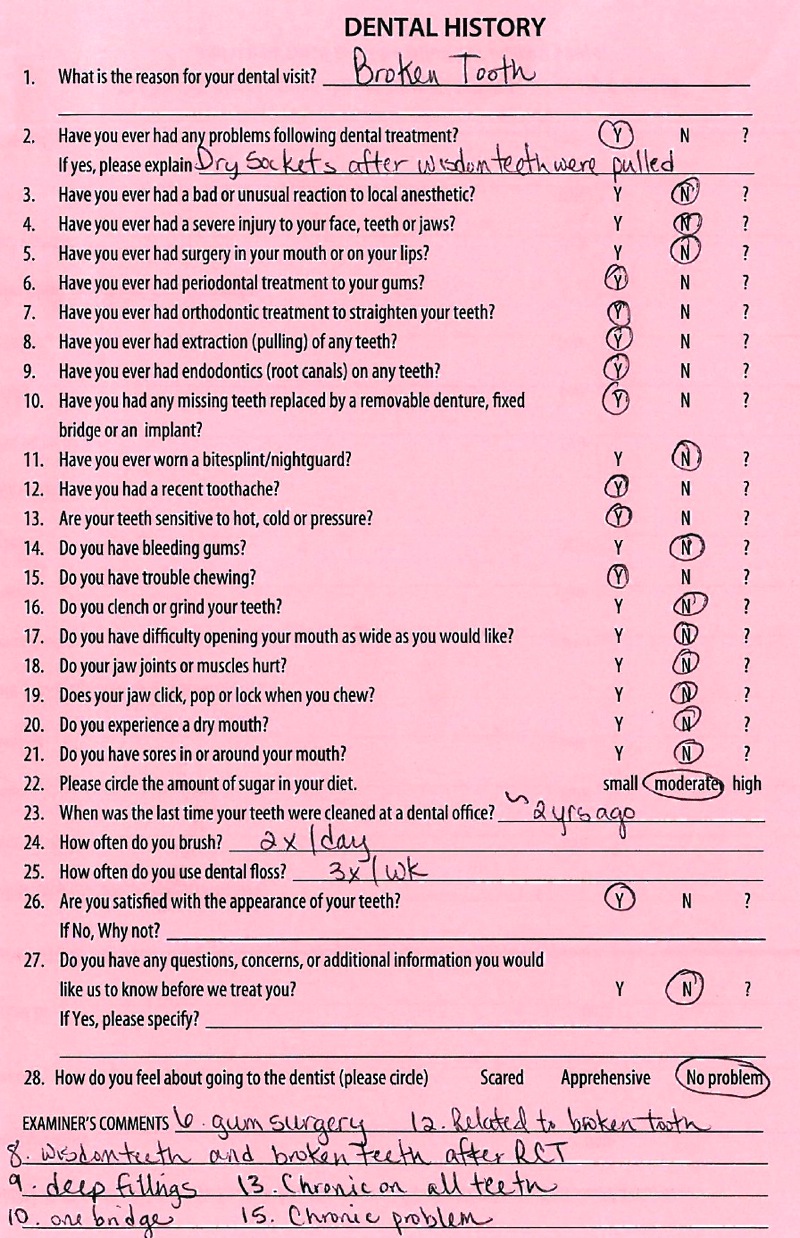 DENTAL HISTORY
1. What is the reason for your dental visit? Broken Tooth
2. Have you ever had any problems following dental treatment? Y N ?
If yes, please explain Dry Sockets after wisdom teeth were pulled
3. Have you ever had a bad or unusual reaction to local anesthetic? Y N ?
4. Have you ever had a severe injury to your face, teeth or jaws? Y N ?
5. Have you ever had surgery in your mouth or on your lips? Y N ?
6. Have you ever had periodontal treatment to your gums? Y N ?
7. Have you ever had orthodontic treatment to straighten your teeth? Y N ?
8. Have you ever had extraction (pulling) of any teeth? Y N ?
9. Have you ever had endodontics (root canals) on any teeth? Y N ?
10. Have you had any missing teeth replaced by a removable denture, fixed Y N ?
bridge or an implant?
11. Have you ever worn a bitesplint/nightguard? Y N ?
12. Have you had a recent toothache? Y N ?
13. Are your teeth sensitive to hot, cold or pressure? Y N ?
14. Do you have bleeding gums? Y N ?
15. Do you have trouble chewing? Y N ?
16. Do you clench or grind your teeth? Y N ?
17. Do you have difficulty opening your mouth as wide as you would like? Y N ?
18. Do your jaw joints or muscles hurt? Y N ?
19. Does your jaw click, pop or lock when you chew? Y N ?
20. Do you experience a dry mouth? Y N ?
21. Do you have sores in or around your mouth? Y N ?
22. Please circle the amount of sugar in your diet. small moderate high
23. When was the last time your teeth were cleaned at a dental office? ~2 yrs ago
24. How often do you brush? 2x/day
25. How often do you use dental floss? 3x/wk
26. Are you satisfied with the appearance of your teeth? Y N ?
If No, Why not?
27. Do you have any questions, concerns, or additional information you would
like us to know before we treat you? Y N ?
If Yes, please specify?
28. How do you feel about going to the dentist (please circle) Scared Apprehensive No problem
EXAMINER'S COMMENTS 6. gum surgery 12. Related to broken tooth
8. wisdom teeth and broken teeth after RCT
9. deep fillings 13. Chronic on all teeth
10. one bridge 15. Chronic problem